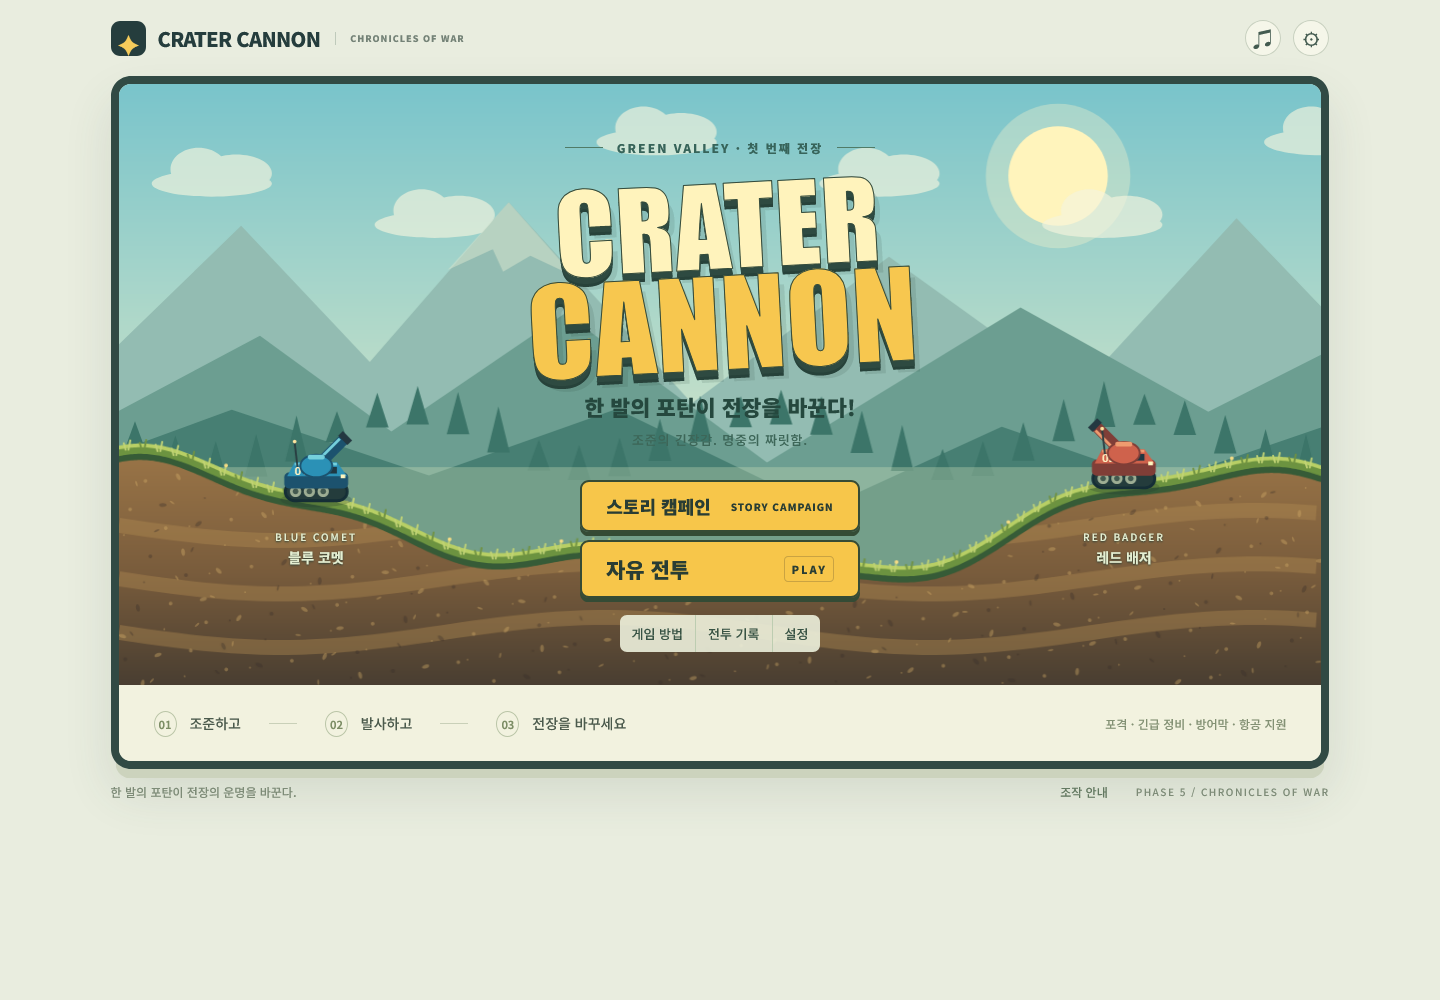 CRATER CANNON
CHRONICLES OF WAR
GREEN VALLEY · 첫 번째 전장
CRATER
CANNON
한 발의 포탄이 전장을 바꾼다!
조준의 긴장감. 명중의 짜릿함.
스토리 캠페인 STORY CAMPAIGN
BLUE COMET
블루 코멧
RED BADGER
레드 배저
자유 전투 PLAY
게임 방법 전투 기록 설정
01 조준하고
02 발사하고
03 전장을 바꾸세요
포격 · 긴급 정비 · 방어막 · 항공 지원
한 발의 포탄이 전장의 운명을 바꾼다.
조작 안내
PHASE 5 / CHRONICLES OF WAR